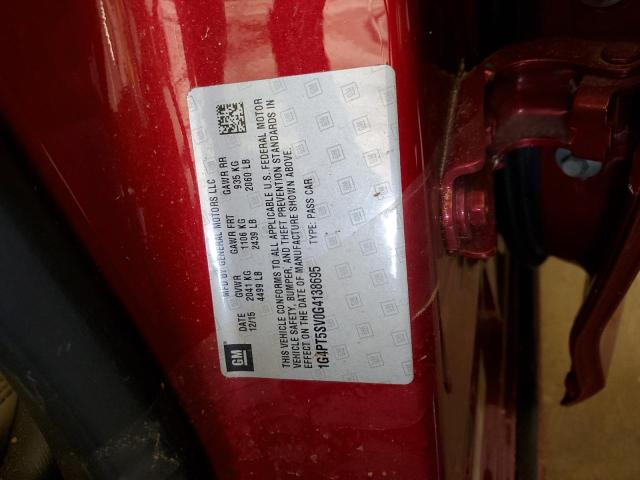 GM
MFD BY GENERAL MOTORS LLC
DATE GVWR GAWR FRT GAWR RR
12/15 2041 KG 1106 KG 935 KG
4499 LB 2439 LB 2060 LB
THIS VEHICLE CONFORMS TO ALL APPLICABLE U.S. FEDERAL MOTOR
VEHICLE SAFETY, BUMPER, AND THEFT PREVENTION STANDARDS IN
EFFECT ON THE DATE OF MANUFACTURE SHOWN ABOVE.
1G4PT5SV0G4138695 TYPE: PASS CAR